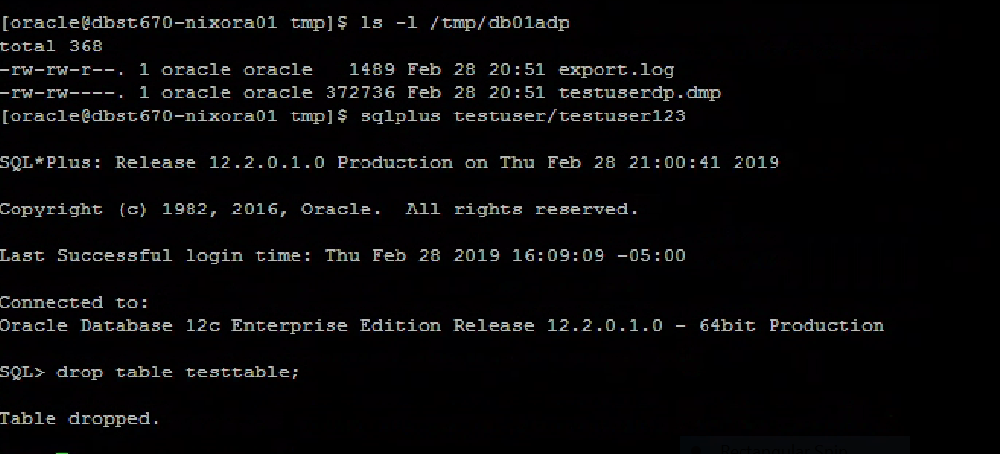 [oracle@dbst670-nixora01 tmp]$ ls -l /tmp/db01adp
total 368
-rw-rw-r--. 1 oracle oracle   1489 Feb 28 20:51 export.log
-rw-rw----. 1 oracle oracle 372736 Feb 28 20:51 testuserdp.dmp
[oracle@dbst670-nixora01 tmp]$ sqlplus testuser/testuser123
SQL*Plus: Release 12.2.0.1.0 Production on Thu Feb 28 21:00:41 2019
Copyright (c) 1982, 2016, Oracle.  All rights reserved.
Last Successful login time: Thu Feb 28 2019 16:09:09 -05:00
Connected to:
Oracle Database 12c Enterprise Edition Release 12.2.0.1.0 - 64bit Production
SQL> drop table testtable;
Table dropped.